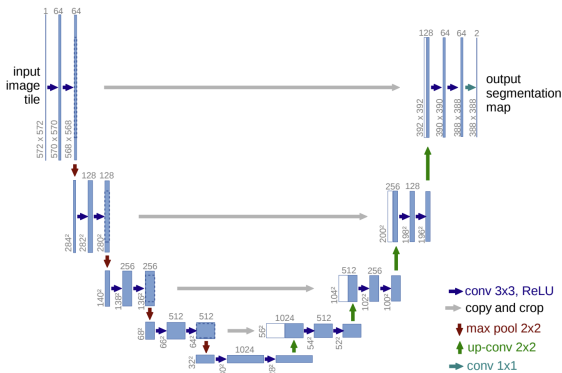 1 64 64
128 64 64 2
input
image
tile
output
segmentation
map
572 x 572
570 x 570
568 x 568
392 x 392
390 x 390
388 x 388
388 x 388
128 128
256 128
284²
282²
280²
200²
198²
196²
256 256
512 256
140²
138²
136²
104²
102²
100²
512 512
1024 512
68²
66²
64²
56²
54²
52²
1024
32²
conv 3x3, ReLU
copy and crop
max pool 2x2
up-conv 2x2
conv 1x1